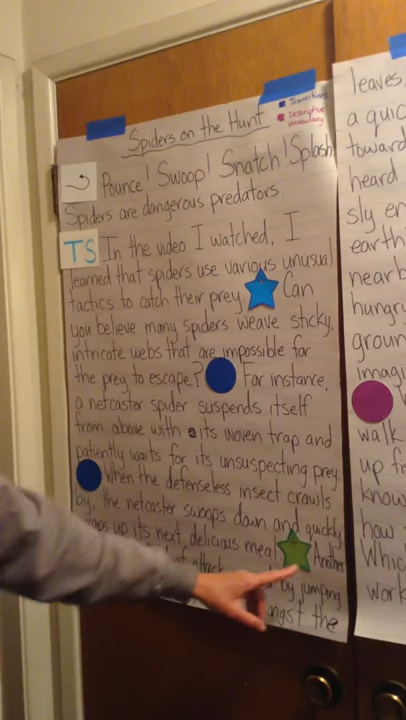 Spiders on the Hunt
Transitions
Descriptive
vocabulary
Pounce! Swoop! Snatch! Splash
Spiders are dangerous predators.
TS In the video I watched, I
learned that spiders use various unusual
tactics to catch their prey. Can
you believe many spiders weave sticky,
intricate webs that are impossible for
the prey to escape? For instance,
a netcaster spider suspends itself
from above with its woven trap and
patiently waits for its unsuspecting prey.
When the defenseless insect crawls
by, the netcaster swoops down and quickly
up its next delicious meal. Another
of attack by jumping
the
leaves
a quic
toward
heard
sly en
earth
nearb
hungr
groun
imagi
walk
up fr
know
how
Which
work